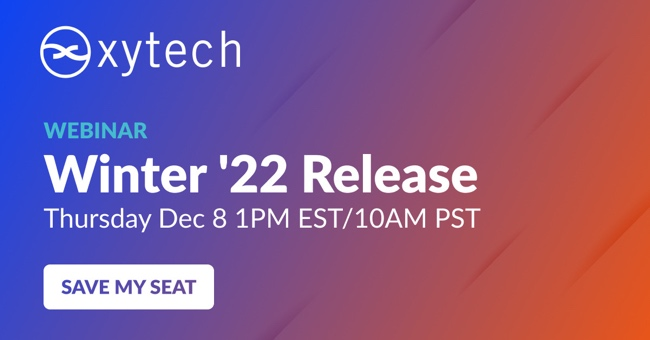 xytech
WEBINAR
Winter '22 Release
Thursday Dec 8 1PM EST/10AM PST
SAVE MY SEAT